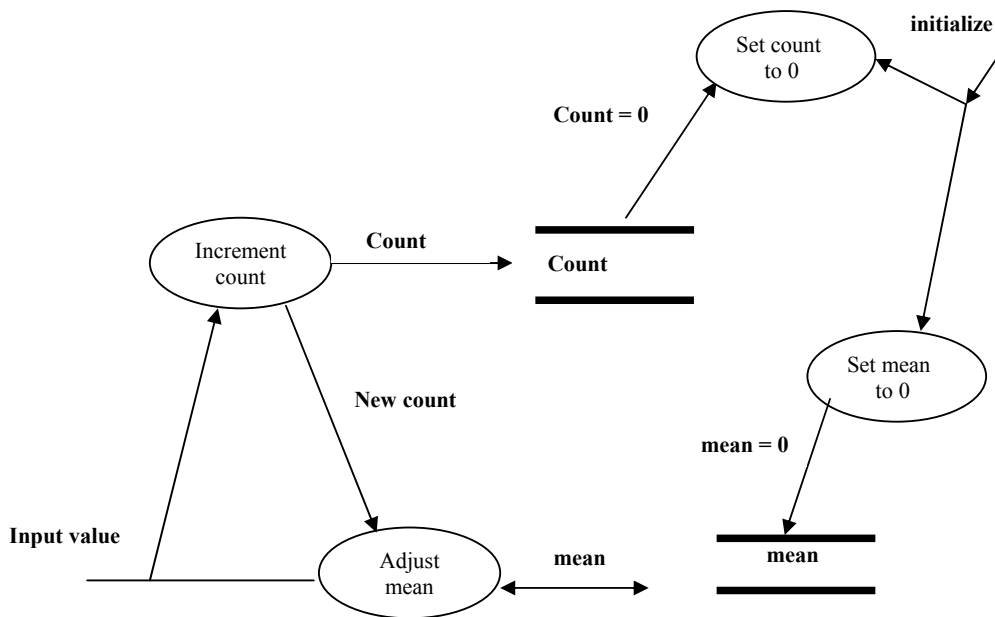 initialize
Set count
to 0
Count = 0
Count
Increment
count
Count
Set mean
to 0
New count
mean = 0
Input value
Adjust
mean
mean
mean